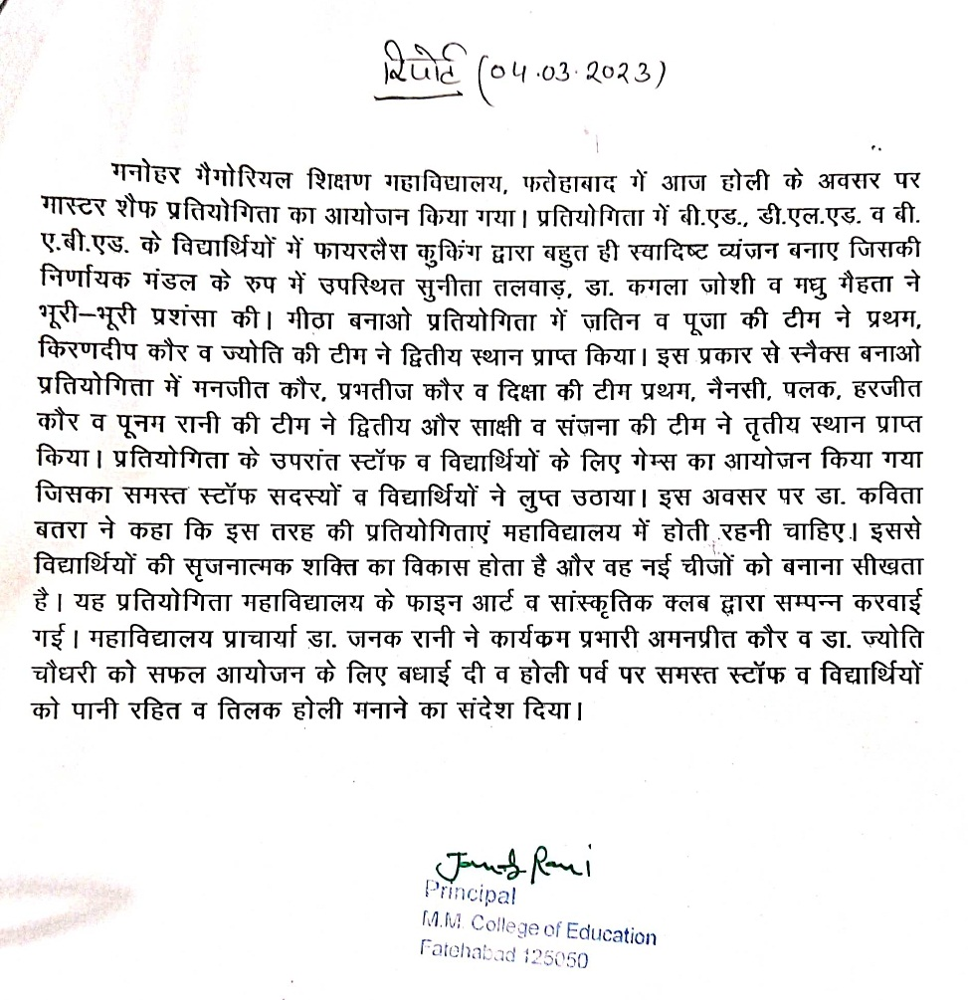 रिपोर्ट (04.03.2023)
मनोहर मैमोरियल शिक्षण महाविद्यालय, फतेहाबाद में आज होली के अवसर पर
मास्टर शैफ प्रतियोगिता का आयोजन किया गया। प्रतियोगिता में बी.एड., डी.एल.एड. व बी.
ए.बी.एड. के विद्यार्थियों में फायरलैस कुकिंग द्वारा बहुत ही स्वादिष्ट व्यंजन बनाए जिसकी
निर्णायक मंडल के रुप में उपस्थित सुनीता तलवाड़, डा. कमला जोशी व मधु मैहता ने
भूरी–भूरी प्रशंसा की। मीठा बनाओ प्रतियोगिता में ज़तिन व पूजा की टीम ने प्रथम,
किरणदीप कौर व ज्योति की टीम ने द्वितीय स्थान प्राप्त किया। इस प्रकार से स्नैक्स बनाओ
प्रतियोगिता में मनजीत कौर, प्रभतीज कौर व दिक्षा की टीम प्रथम, नैनसी, पलक, हरजीत
कौर व पूनम रानी की टीम ने द्वितीय और साक्षी व संजना की टीम ने तृतीय स्थान प्राप्त
किया। प्रतियोगिता के उपरांत स्टॉफ व विद्यार्थियों के लिए गेम्स का आयोजन किया गया
जिसका समस्त स्टॉफ सदस्यों व विद्यार्थियों ने लुप्त उठाया। इस अवसर पर डा. कविता
बतरा ने कहा कि इस तरह की प्रतियोगिताएं महाविद्यालय में होती रहनी चाहिए। इससे
विद्यार्थियों की सृजनात्मक शक्ति का विकास होता है और वह नई चीजों को बनाना सीखता
है। यह प्रतियोगिता महाविद्यालय के फाइन आर्ट व सांस्कृतिक क्लब द्वारा सम्पन्न करवाई
गई। महाविद्यालय प्राचार्या डा. जनक रानी ने कार्यकम प्रभारी अमनप्रीत कौर व डा. ज्योति
चौधरी को सफल आयोजन के लिए बधाई दी व होली पर्व पर समस्त स्टॉफ व विद्यार्थियों
को पानी रहित व तिलक होली मनाने का संदेश दिया।
Janak Rani
Principal
M.M. College of Education
Fatehabad 125050